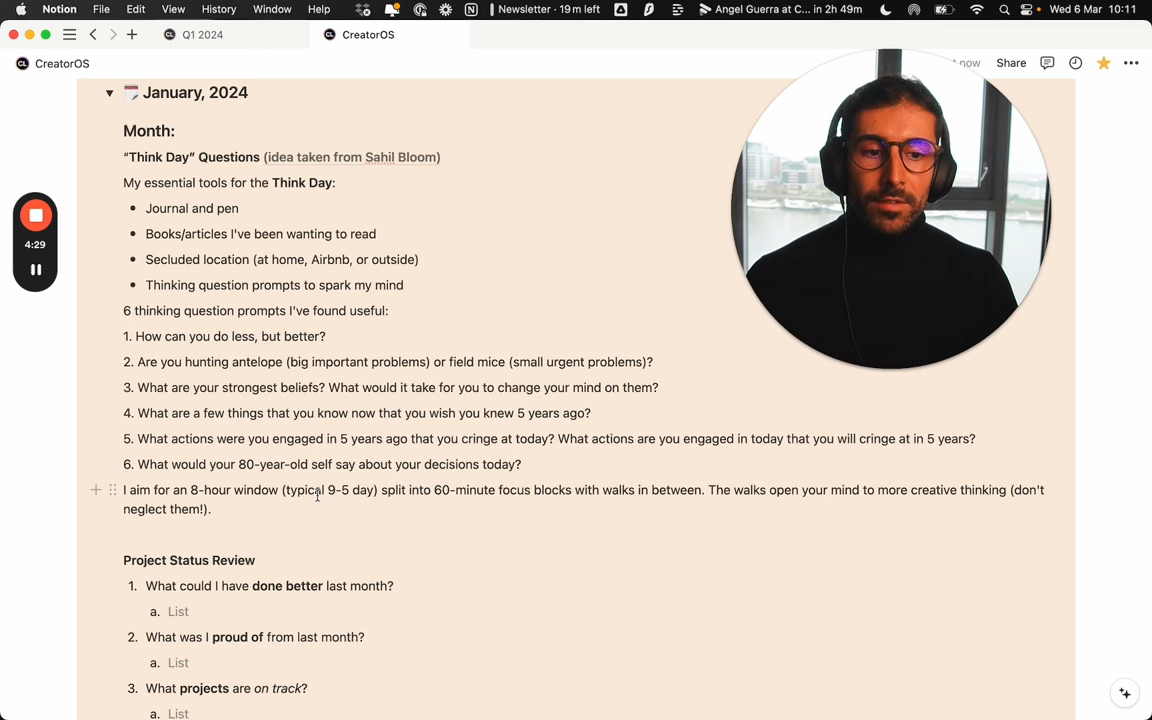 Notion File Edit View History Window Help Newsletter · 19 m left Angel Guerra at C... in 2h 49m Wed 6 Mar 10:11
CL Q1 2024 CL CreatorOS
CL CreatorOS now Share
January, 2024
Month:
“Think Day” Questions (idea taken from Sahil Bloom)
My essential tools for the Think Day:
• Journal and pen
• Books/articles I've been wanting to read
• Secluded location (at home, Airbnb, or outside)
• Thinking question prompts to spark my mind
4:29
6 thinking question prompts I've found useful:
1. How can you do less, but better?
2. Are you hunting antelope (big important problems) or field mice (small urgent problems)?
3. What are your strongest beliefs? What would it take for you to change your mind on them?
4. What are a few things that you know now that you wish you knew 5 years ago?
5. What actions were you engaged in 5 years ago that you cringe at today? What actions are you engaged in today that you will cringe at in 5 years?
6. What would your 80-year-old self say about your decisions today?
I aim for an 8-hour window (typical 9-5 day) split into 60-minute focus blocks with walks in between. The walks open your mind to more creative thinking (don't
neglect them!).
Project Status Review
1. What could I have done better last month?
a. List
2. What was I proud of from last month?
a. List
3. What projects are on track?
a. List